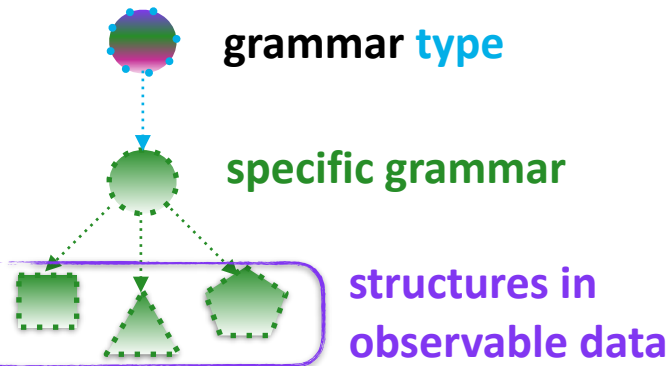 grammar type
specific grammar
structures in
observable data